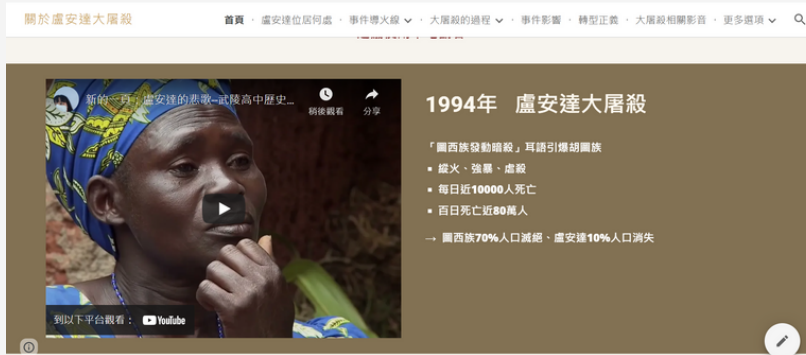 關於盧安達大屠殺
首頁 · 盧安達位居何處 · 事件導火線 · 大屠殺的過程 · 事件影響 · 轉型正義 · 大屠殺相關影音 · 更多選項
新的一頁：盧安達的悲歌–武陵高中歷史...
稍後觀看
分享
到以下平台觀看：
YouTube
1994年 盧安達大屠殺
「圖西族發動暗殺」耳語引爆胡圖族
▪ 縱火、強暴、虐殺
▪ 每日近10000人死亡
▪ 百日死亡近80萬人
→ 圖西族70%人口滅絕、盧安達10%人口消失